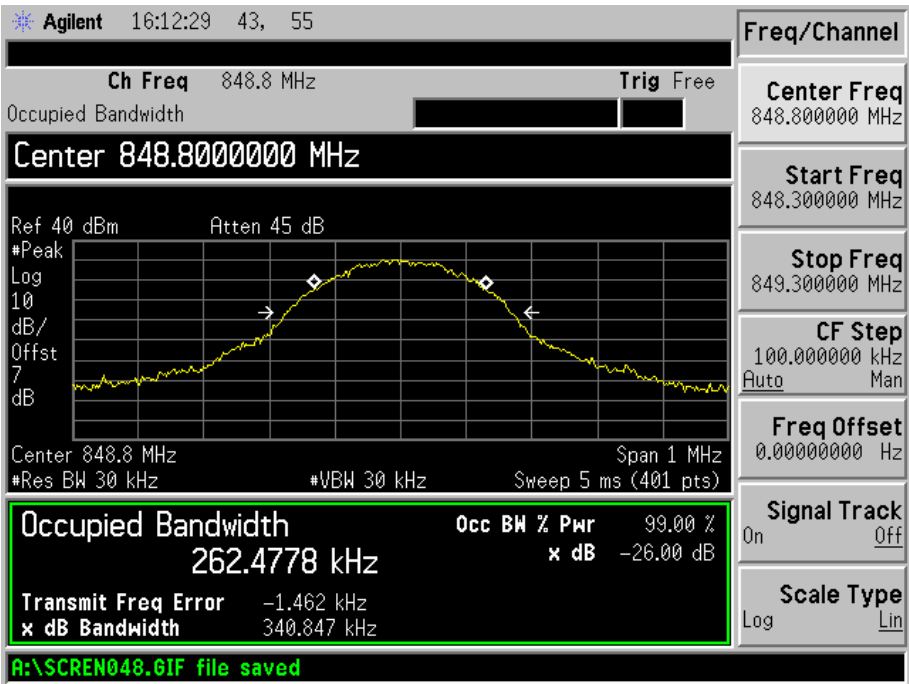 Agilent 16:12:29 43, 55
Ch Freq 848.8 MHz Trig Free
Occupied Bandwidth
Center 848.8000000 MHz
Ref 40 dBm Atten 45 dB
#Peak
Log
10
dB/
Offst
7
dB
Center 848.8 MHz Span 1 MHz
#Res BW 30 kHz #VBW 30 kHz Sweep 5 ms (401 pts)
Occupied Bandwidth Occ BW % Pwr 99.00 %
262.4778 kHz x dB -26.00 dB
Transmit Freq Error -1.462 kHz
x dB Bandwidth 340.847 kHz
A:\SCREN048.GIF file saved
Freq/Channel
Center Freq
848.800000 MHz
Start Freq
848.300000 MHz
Stop Freq
849.300000 MHz
CF Step
100.000000 kHz
Auto Man
Freq Offset
0.00000000 Hz
Signal Track
On Off
Scale Type
Log Lin